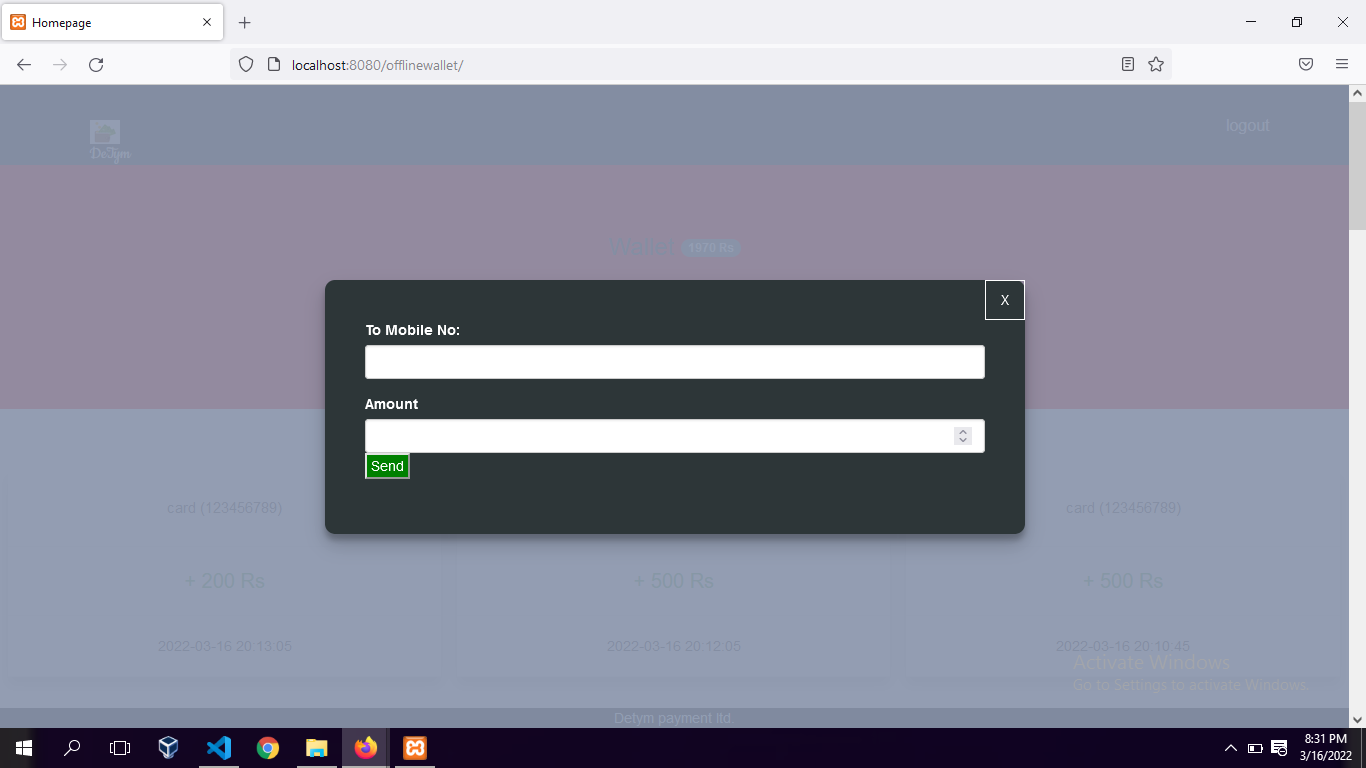 Homepage
localhost:8080/offlinewallet/
logout
DeTym
Wallet 1970 Rs
X
To Mobile No:
Amount
Send
card (123456789)
card (123456789)
+ 200 Rs
+ 500 Rs
+ 500 Rs
2022-03-16 20:13:05
2022-03-16 20:12:05
2022-03-16 20:10:45
Activate Windows
Go to Settings to activate Windows.
Detym payment ltd.
8:31 PM
3/16/2022